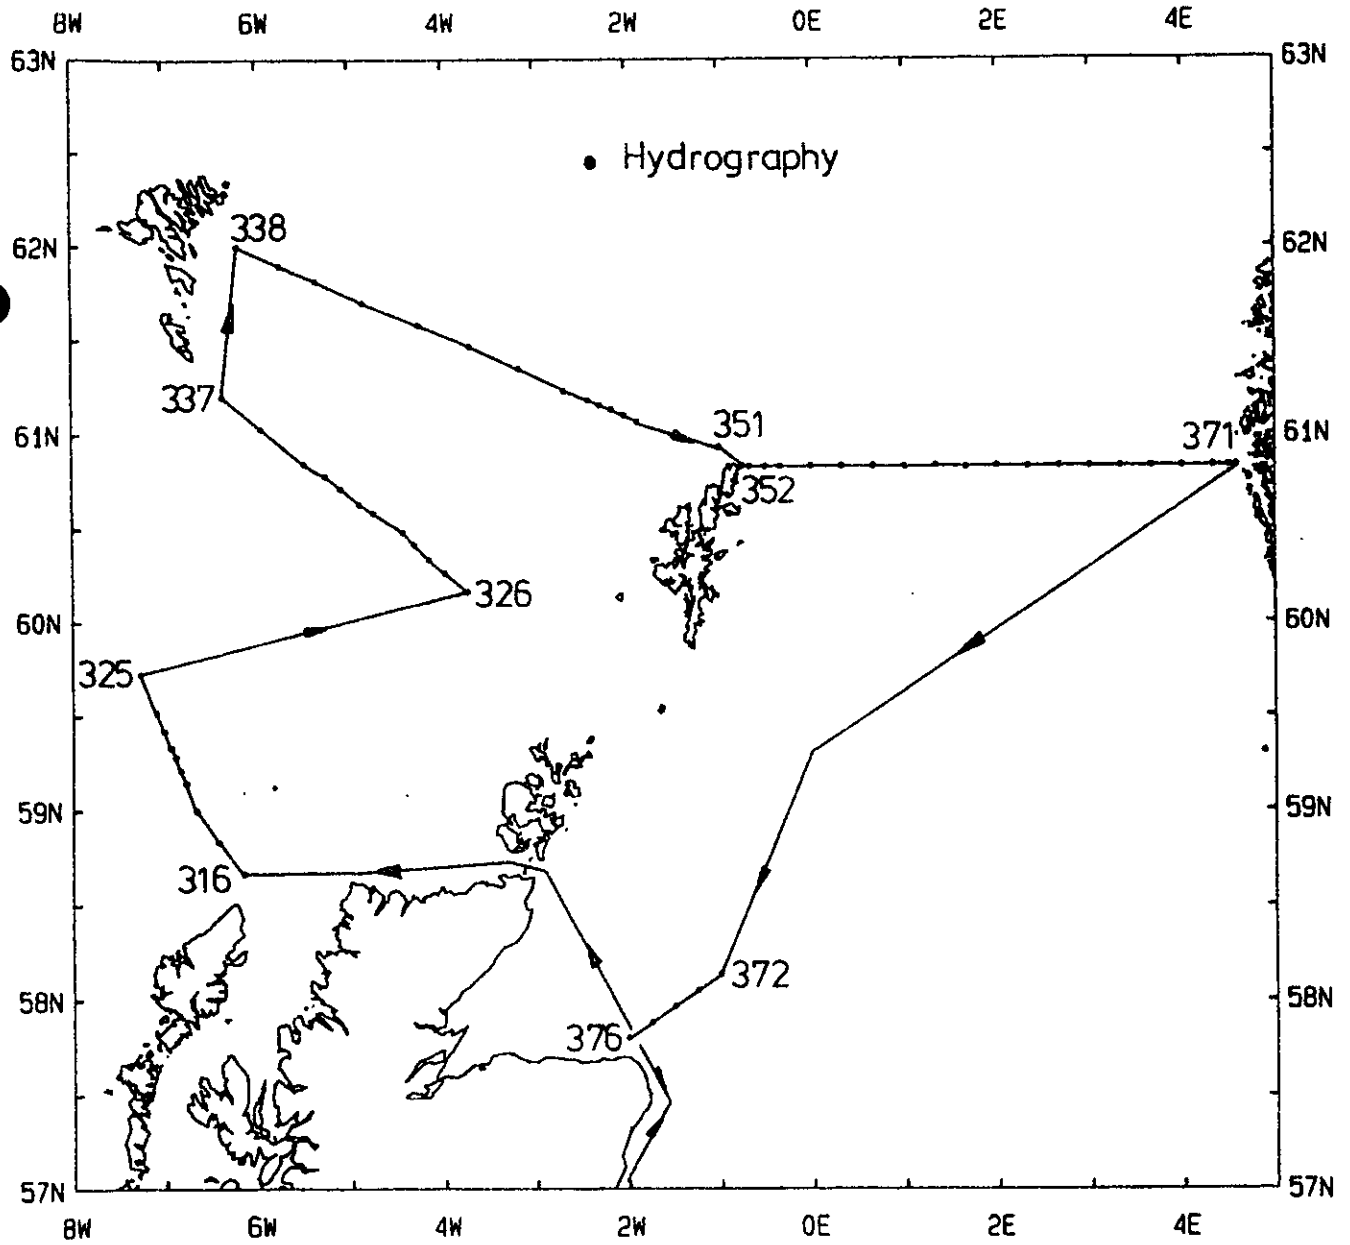 8W 6W 4W 2W 0E 2E 4E
63N 63N
• Hydrography
338
62N 62N
337
351
61N 371 61N
352
326
60N 60N
325
59N 59N
316
372
58N 58N
376
57N 57N
8W 6W 4W 2W 0E 2E 4E